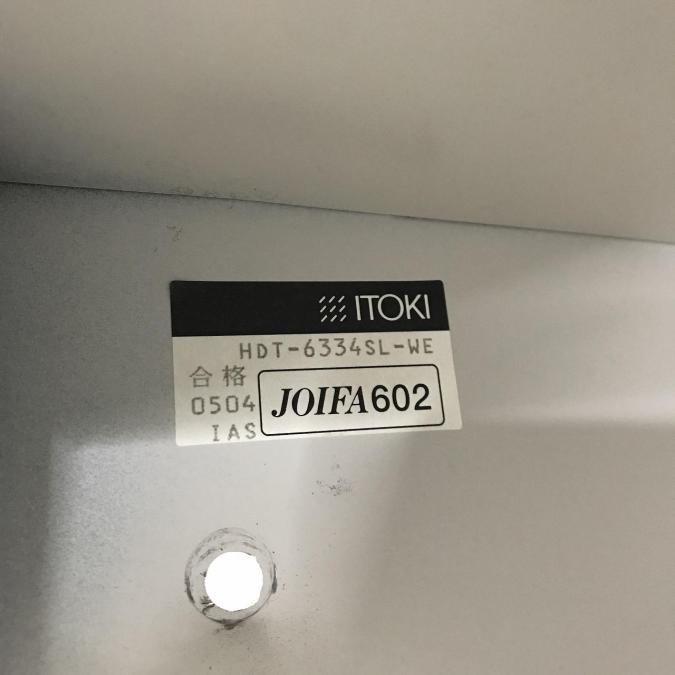 ITOKI
HDT-6334SL-WE
合格
0504
IAS
JOIFA602